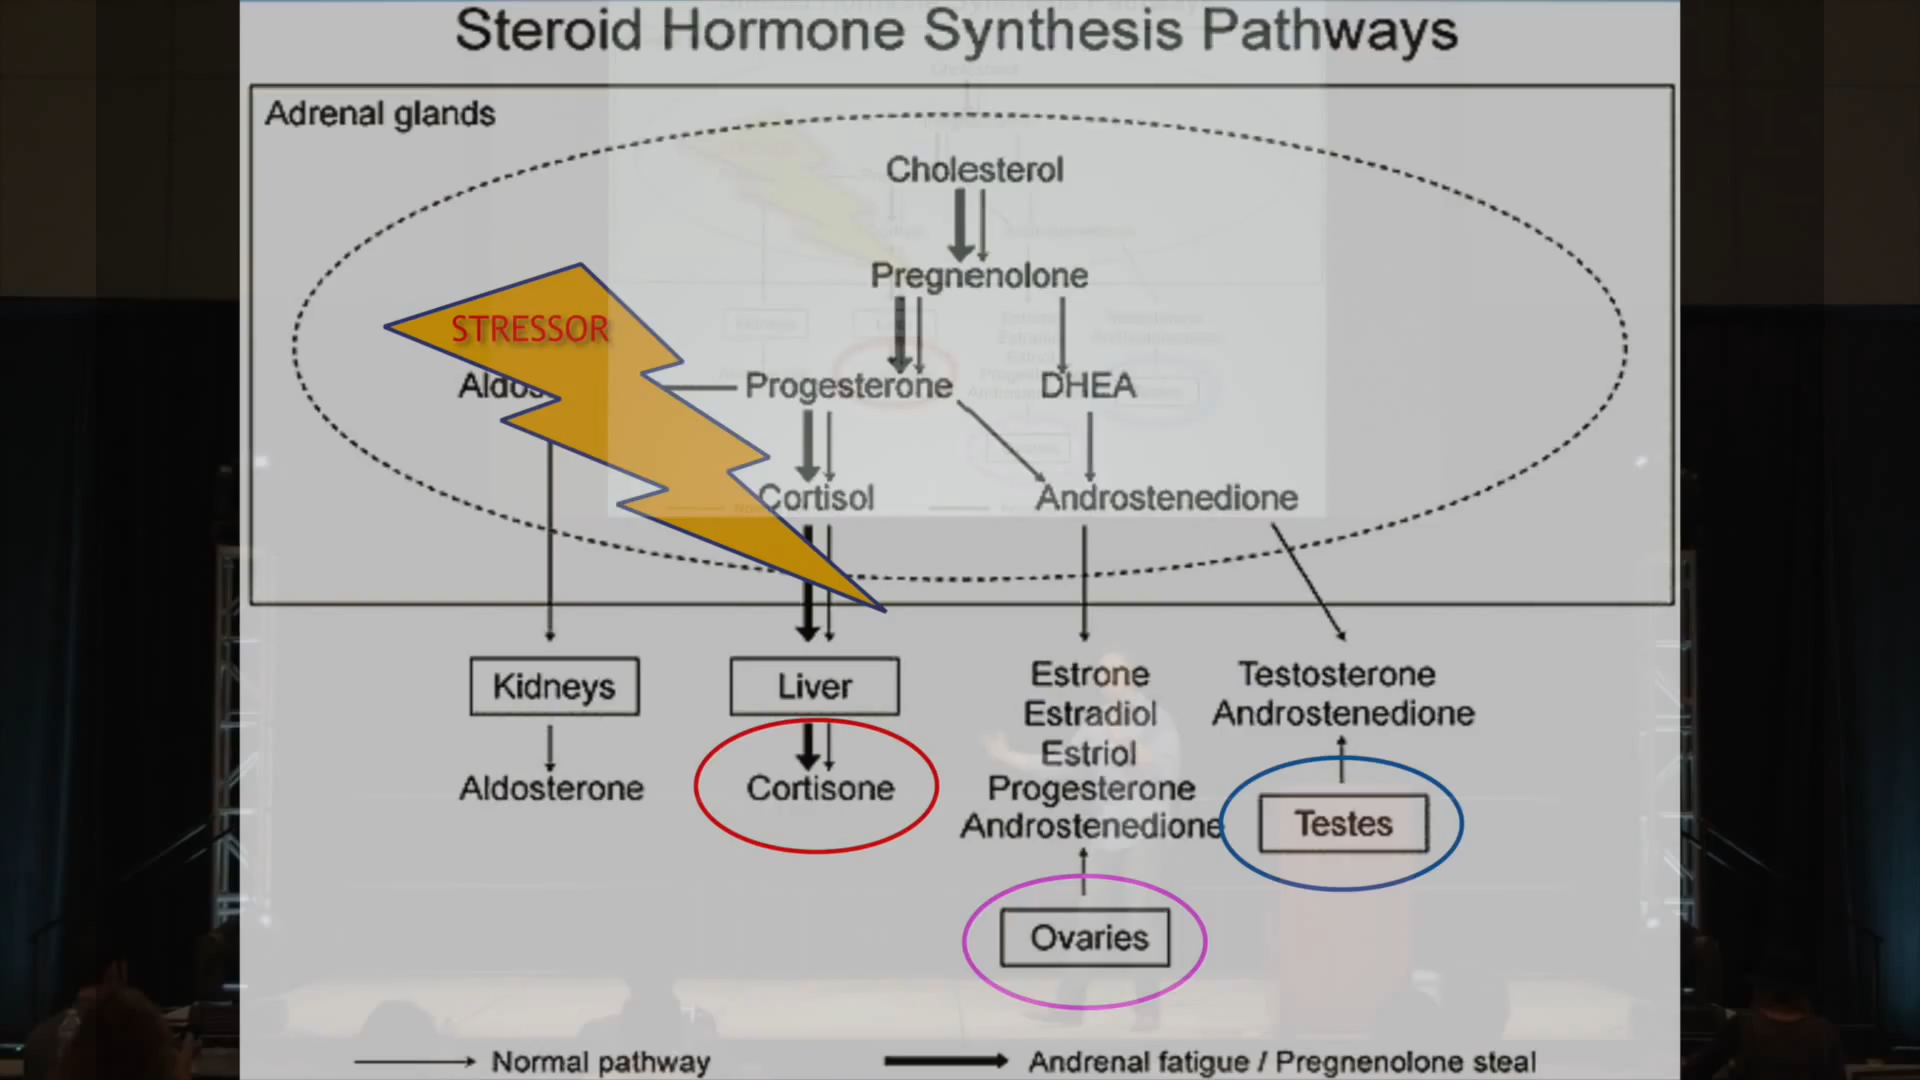 Steroid Hormone Synthesis Pathways
Adrenal glands
Cholesterol
Pregnenolone
STRESSOR
Aldos
Progesterone
DHEA
Cortisol
Androstenedione
Kidneys
Liver
Estrone
Estradiol
Estriol
Progesterone
Androstenedione
Testosterone
Androstenedione
Aldosterone
Cortisone
Testes
Ovaries
Normal pathway
Andrenal fatigue / Pregnenolone steal